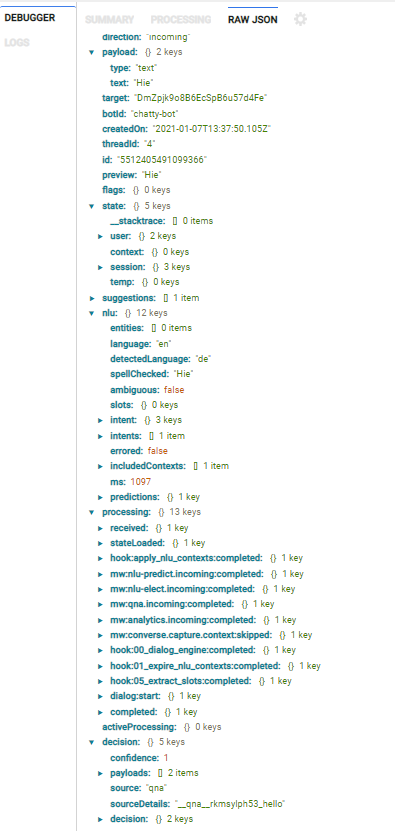 DEBUGGER
LOGS
SUMMARY PROCESSING RAW JSON
direction: "incoming"
payload: {} 2 keys
type: "text"
text: "Hie"
target: "DmZpjk9o8B6EcSpB6u57d4Fe"
botId: "chatty-bot"
createdOn: "2021-01-07T13:37:50.105Z"
threadId: "4"
id: "5512405491099366"
preview: "Hie"
flags: {} 0 keys
state: {} 5 keys
__stacktrace: [] 0 items
user: {} 2 keys
context: {} 0 keys
session: {} 3 keys
temp: {} 0 keys
suggestions: [] 1 item
nlu: {} 12 keys
entities: [] 0 items
language: "en"
detectedLanguage: "de"
spellChecked: "Hie"
ambiguous: false
slots: {} 0 keys
intent: {} 3 keys
intents: [] 1 item
errored: false
includedContexts: [] 1 item
ms: 1097
predictions: {} 1 key
processing: {} 13 keys
received: {} 1 key
stateLoaded: {} 1 key
hook:apply_nlu_contexts:completed: {} 1 key
mw:nlu-predict.incoming:completed: {} 1 key
mw:nlu-elect.incoming:completed: {} 1 key
mw:qna.incoming:completed: {} 1 key
mw:analytics.incoming:completed: {} 1 key
mw:converse.capture.context:skipped: {} 1 key
hook:00_dialog_engine:completed: {} 1 key
hook:01_expire_nlu_contexts:completed: {} 1 key
hook:05_extract_slots:completed: {} 1 key
dialog:start: {} 1 key
completed: {} 1 key
activeProcessing: {} 0 keys
decision: {} 5 keys
confidence: 1
payloads: [] 2 items
source: "qna"
sourceDetails: "__qna__rkmsylph53_hello"
decision: {} 2 keys